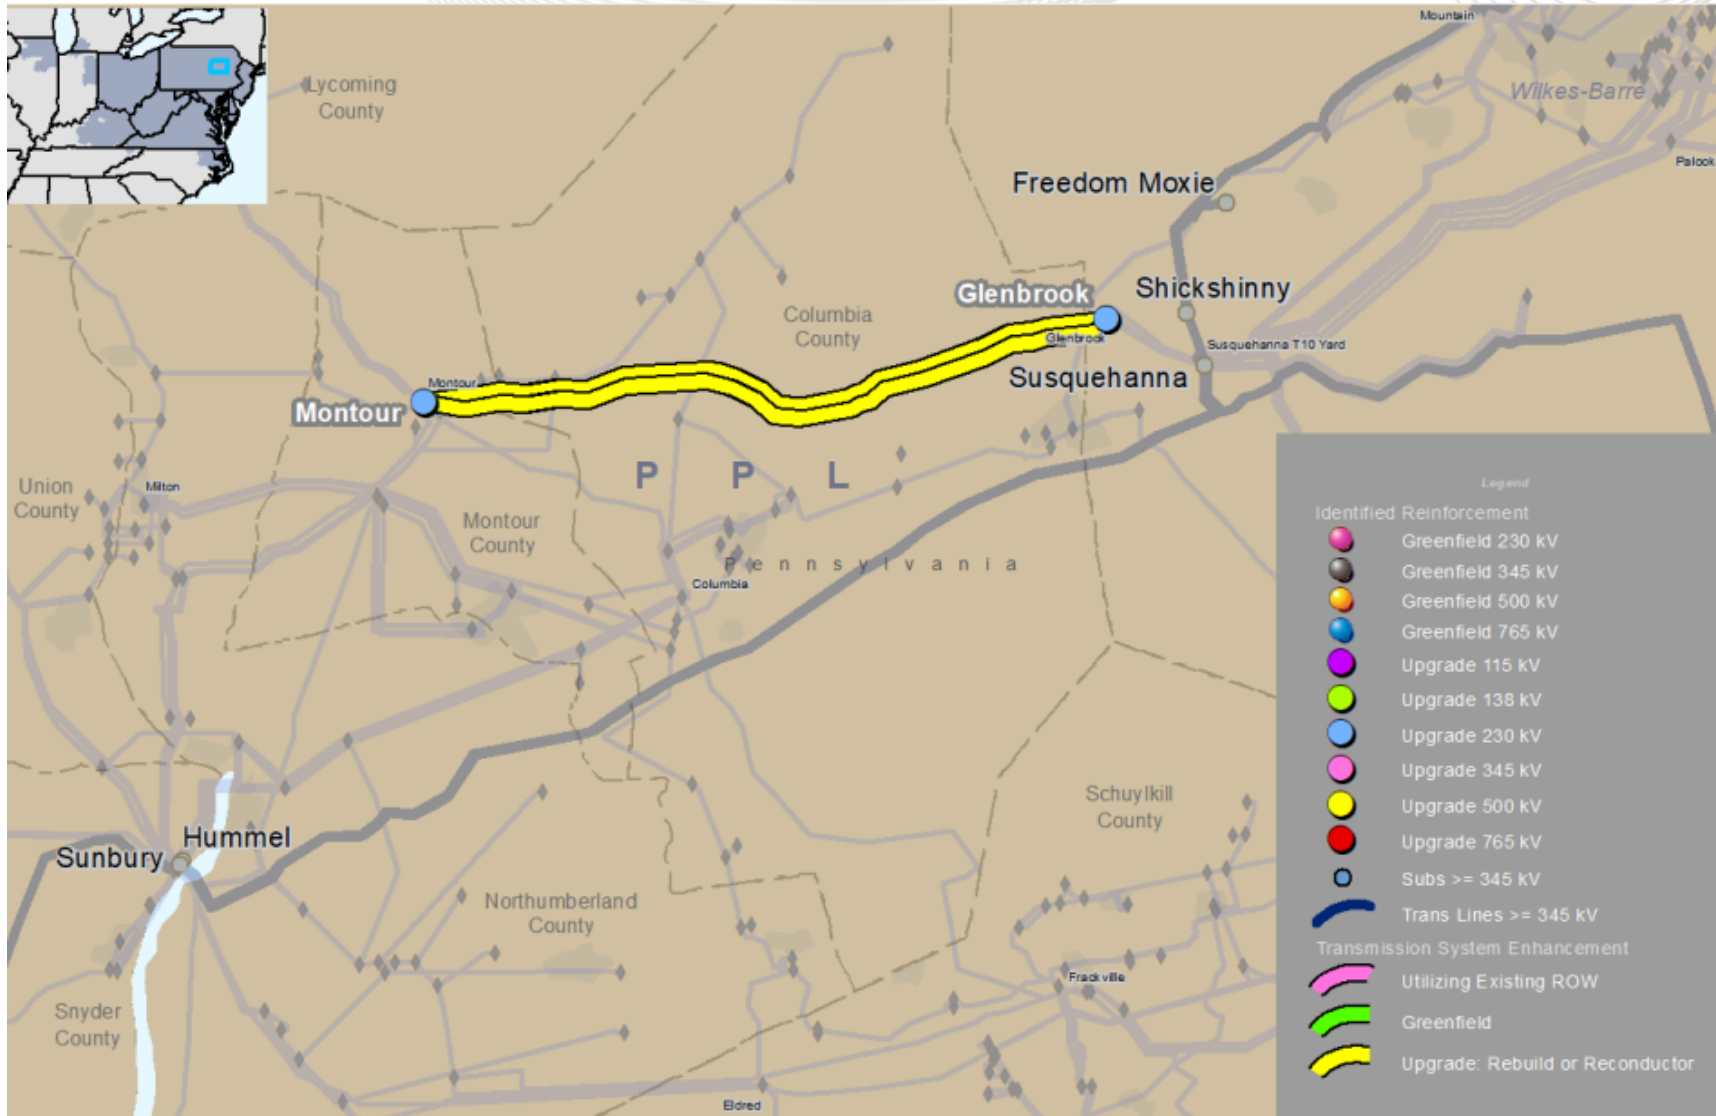 Mountain
Wilkes-Barre
Palook
Lycoming
County
Freedom Moxie
Glenbrook
Shickshinny
Columbia
County
Glenbrook
Susquehanna T10 Yard
Susquehanna
Montour
Montour
P P L
Union
County
Milton
Montour
County
Pennsylvania
Columbia
Schuylkill
County
Hummel
Sunbury
Northumberland
County
Frackville
Snyder
County
Eldred
Legend
Identified Reinforcement
Greenfield 230 kV
Greenfield 345 kV
Greenfield 500 kV
Greenfield 765 kV
Upgrade 115 kV
Upgrade 138 kV
Upgrade 230 kV
Upgrade 345 kV
Upgrade 500 kV
Upgrade 765 kV
Subs >= 345 kV
Trans Lines >= 345 kV
Transmission System Enhancement
Utilizing Existing ROW
Greenfield
Upgrade: Rebuild or Reconductor